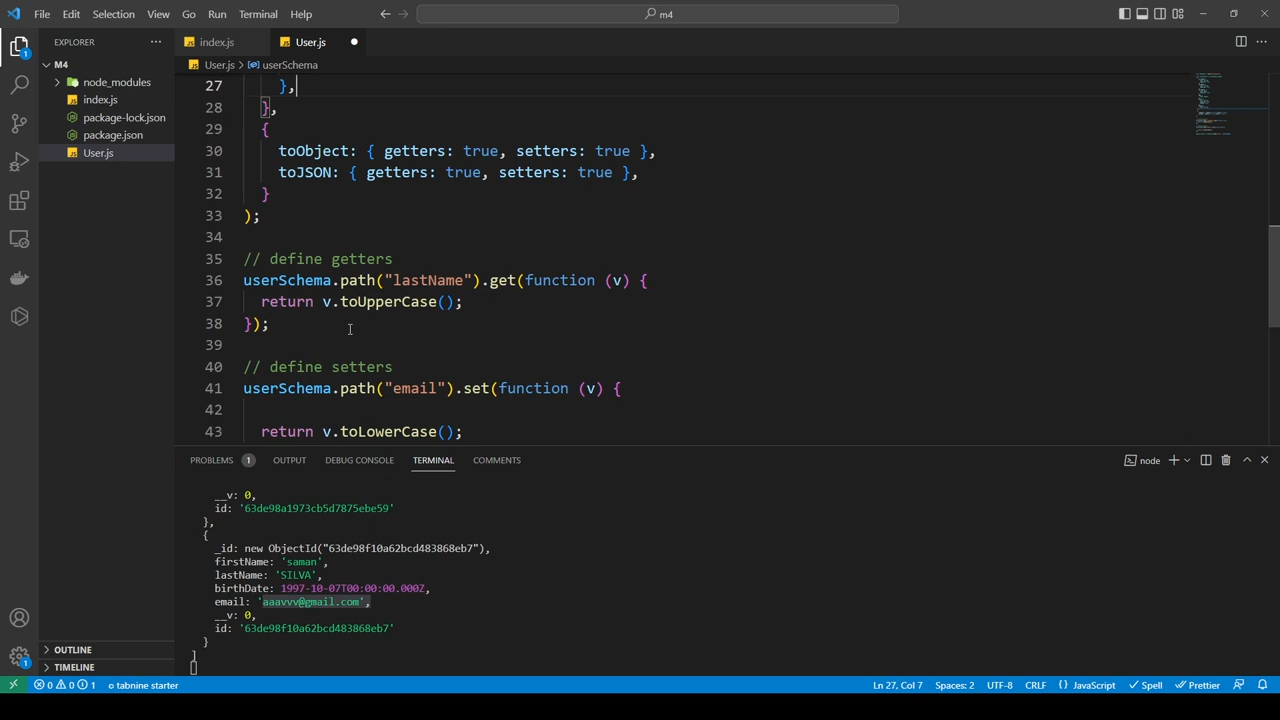 File Edit Selection View Go Run Terminal Help m4
EXPLORER ... index.js User.js
M4 User.js > userSchema
node_modules
index.js
package-lock.json
package.json
User.js
27 },
28 },
29 {
30 toObject: { getters: true, setters: true },
31 toJSON: { getters: true, setters: true },
32 }
33 );
34
35 // define getters
36 userSchema.path("lastName").get(function (v) {
37 return v.toUpperCase();
38 });
39
40 // define setters
41 userSchema.path("email").set(function (v) {
42
43 return v.toLowerCase();
PROBLEMS 1 OUTPUT DEBUG CONSOLE TERMINAL COMMENTS node
__v: 0,
id: '63de98a1973cb5d7875ebe59'
},
{
_id: new ObjectId("63de98f10a62bcd483868eb7"),
firstName: 'saman',
lastName: 'SILVA',
birthDate: 1997-10-07T00:00:00.000Z,
email: 'aaavvv@gmail.com',
__v: 0,
id: '63de98f10a62bcd483868eb7'
}
]
OUTLINE
TIMELINE
1
1
0 0 1 tabnine starter Ln 27, Col 7 Spaces: 2 UTF-8 CRLF {} JavaScript Spell Prettier